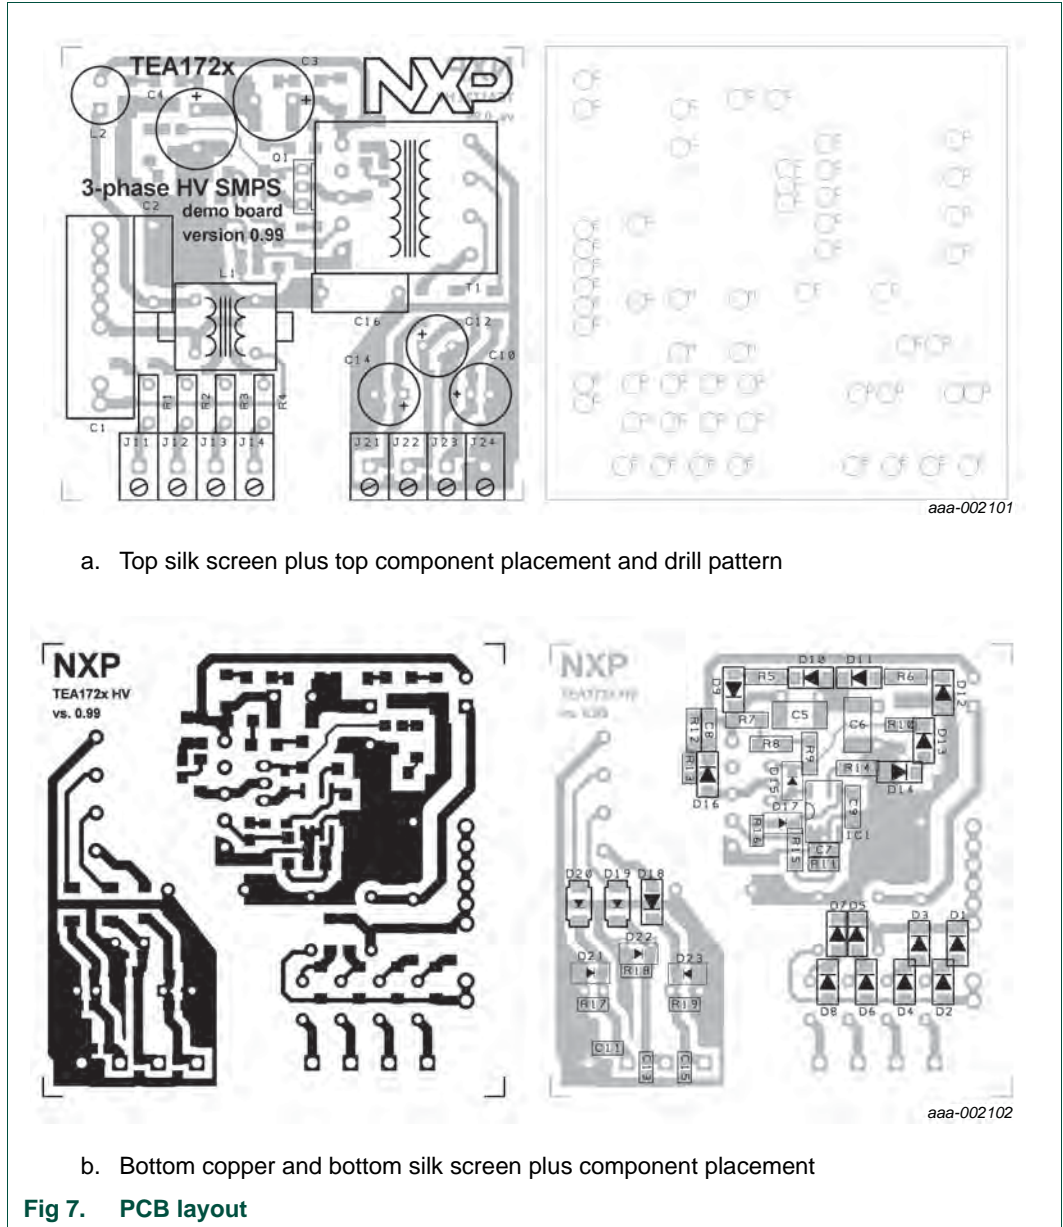 TEA172x
C3
NXP
C4
L2
Q1
3-phase HV SMPS
C2
demo board
version 0.99
L1
T1
C16
C12
C14
C10
R1
R2
R3
R4
C1
J11
J12
J13
J14
J21
J22
J23
J24
aaa-002101
a. Top silk screen plus top component placement and drill pattern
NXP
TEA172x HV
vs. 0.99
NXP
TEA172x HV
vs. 0.99
D9
R5
D10
D11
R6
D12
R12
C8
R7
C5
C6
R10
D13
R8
R9
R13
D16
D15
R14
D14
D17
C9
R16
R15
IC1
C7
R11
D20
D19
D18
D7
D5
D3
D1
D22
D21
R18
D23
R17
R19
D8
D6
D4
D2
C11
C13
C15
aaa-002102
b. Bottom copper and bottom silk screen plus component placement
Fig 7. PCB layout